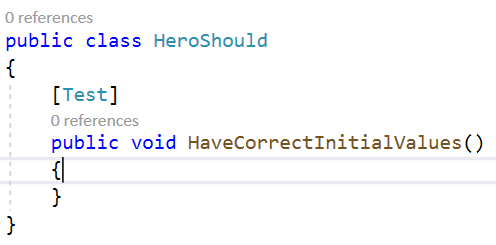 0 references
public class HeroShould
{
[Test]
0 references
public void HaveCorrectInitialValues()
{
}
}